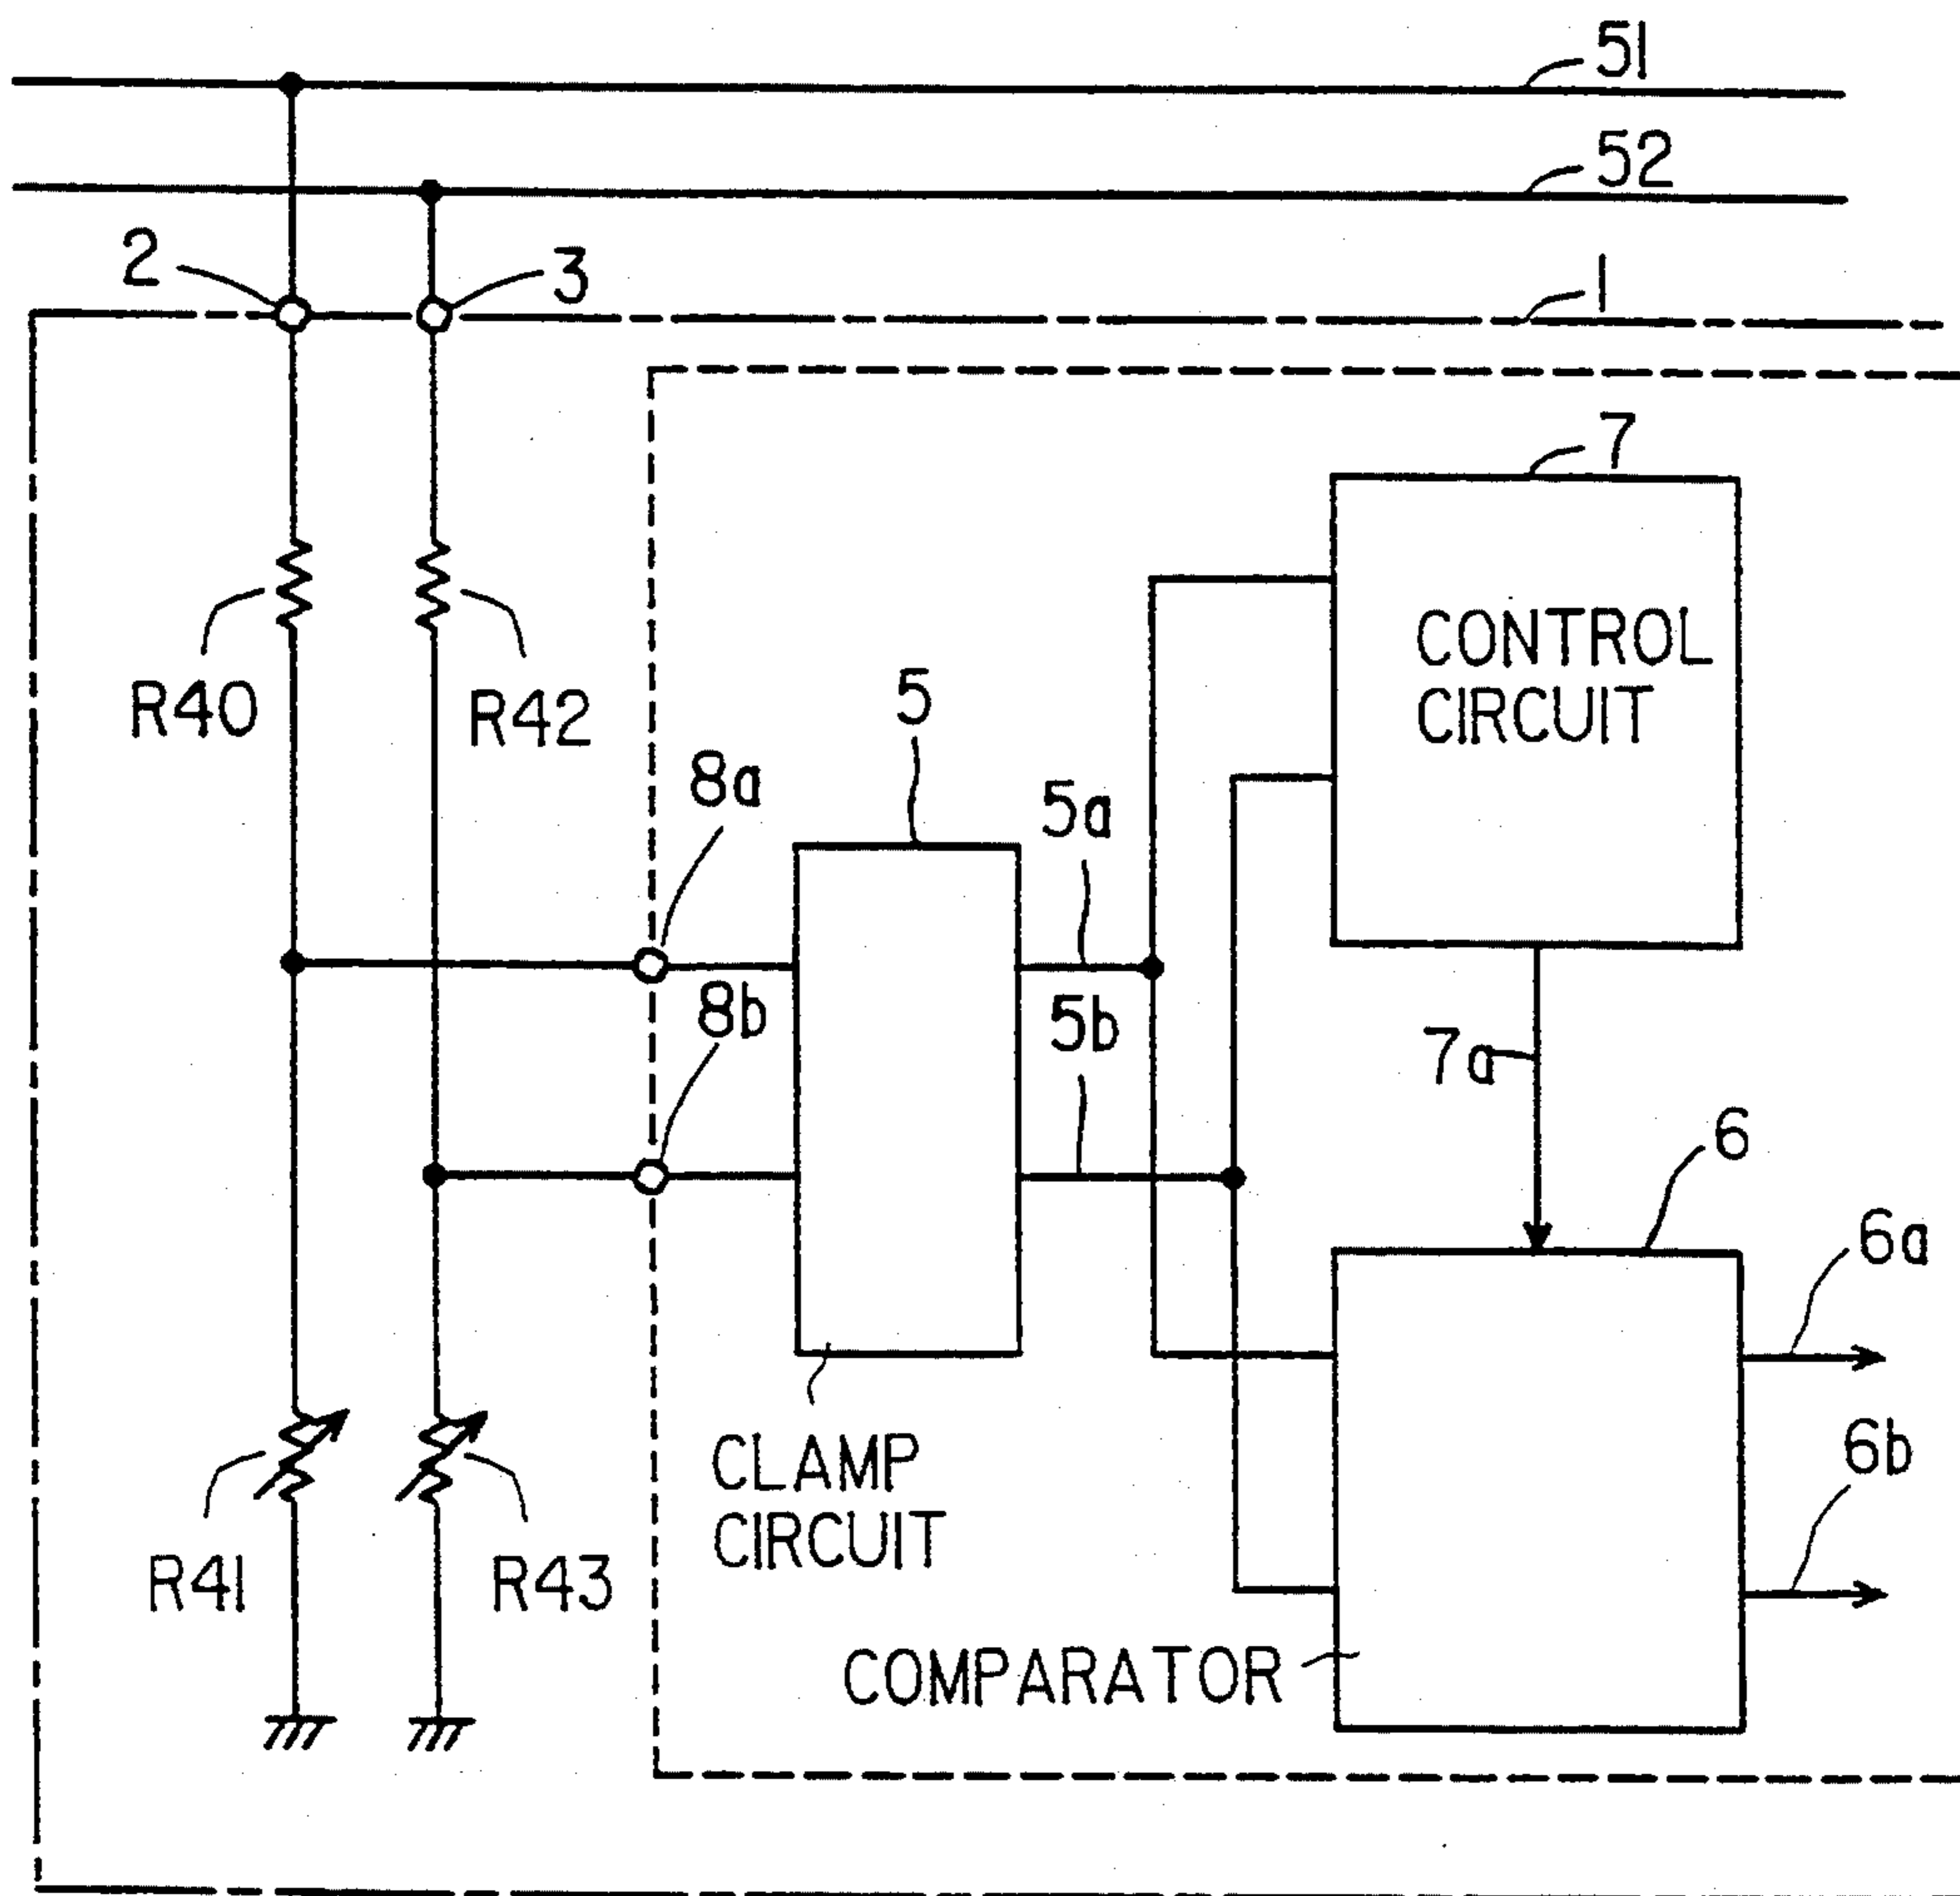 51
52
2
3
1
7
CONTROL
CIRCUIT
R40
R42
5
8a
5a
8b
5b
7a
6
6a
6b
CLAMP
CIRCUIT
R41
R43
COMPARATOR